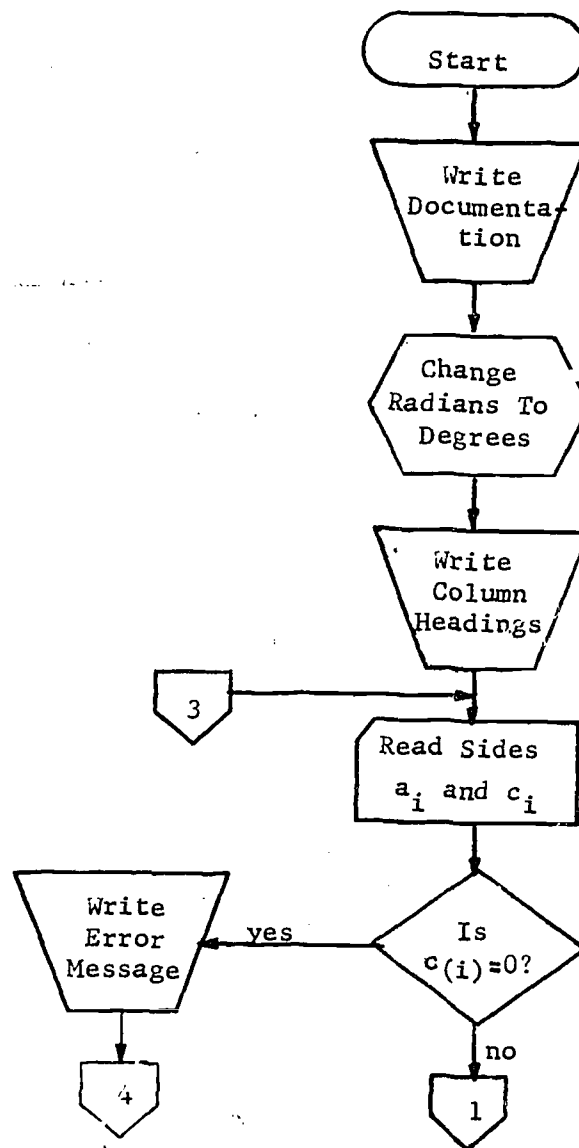 Start
Write
Documenta-
tion
Change
Radians To
Degrees
Write
Column
Headings
3
Read Sides
a_i and c_i
Is
c(i)=0?
yes
Write
Error
Message
no
4
1